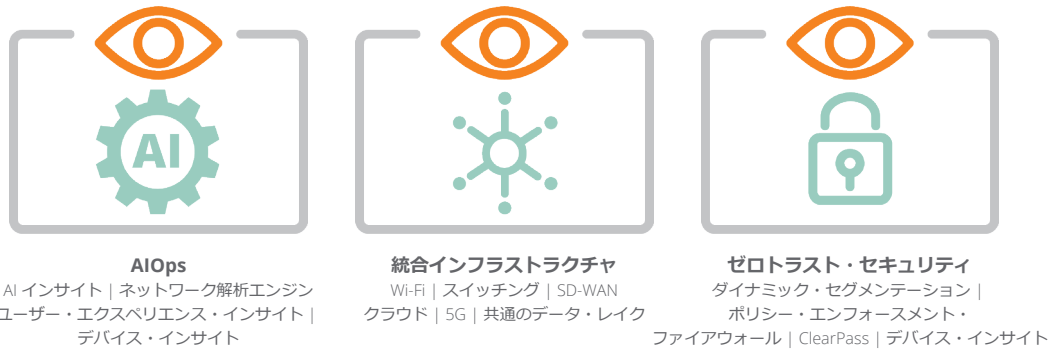 AI
AIOps
AI インサイト | ネットワーク解析エンジン
ユーザー・エクスペリエンス・インサイト |
デバイス・インサイト
統合インフラストラクチャ
Wi-Fi | スイッチング | SD-WAN
クラウド | 5G | 共通のデータ・レイク
ゼロトラスト・セキュリティ
ダイナミック・セグメンテーション |
ポリシー・エンフォースメント・
ファイアウォール | ClearPass | デバイス・インサイト